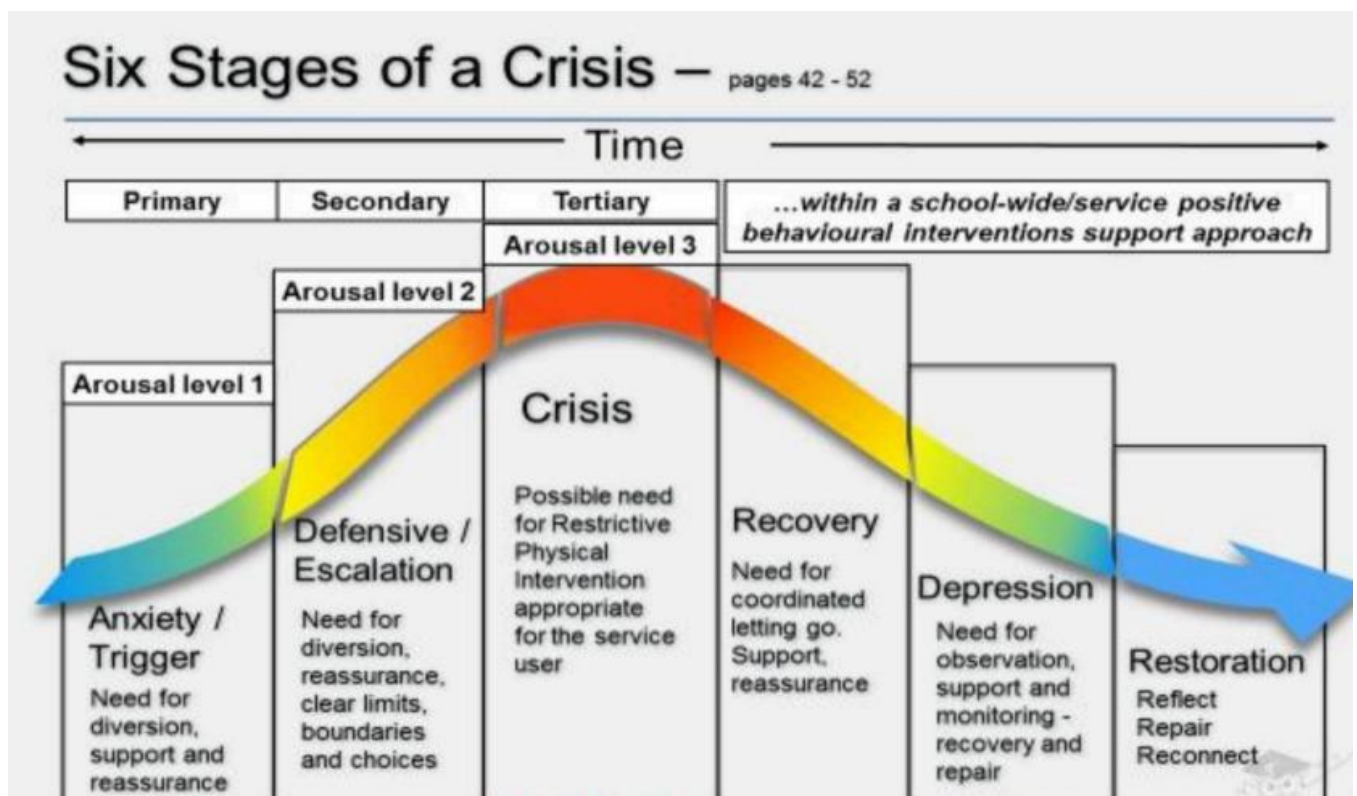 Six Stages of a Crisis – pages 42 - 52
Time
Primary
Secondary
Tertiary
...within a school-wide/service positive
behavioural interventions support approach
Arousal level 1
Arousal level 2
Arousal level 3
Anxiety /
Trigger
Need for
diversion,
support and
reassurance
Defensive /
Escalation
Need for
diversion,
reassurance,
clear limits,
boundaries
and choices
Crisis
Possible need
for Restrictive
Physical
Intervention
appropriate
for the service
user
Recovery
Need for
coordinated
letting go.
Support,
reassurance
Depression
Need for
observation,
support and
monitoring -
recovery and
repair
Restoration
Reflect
Repair
Reconnect